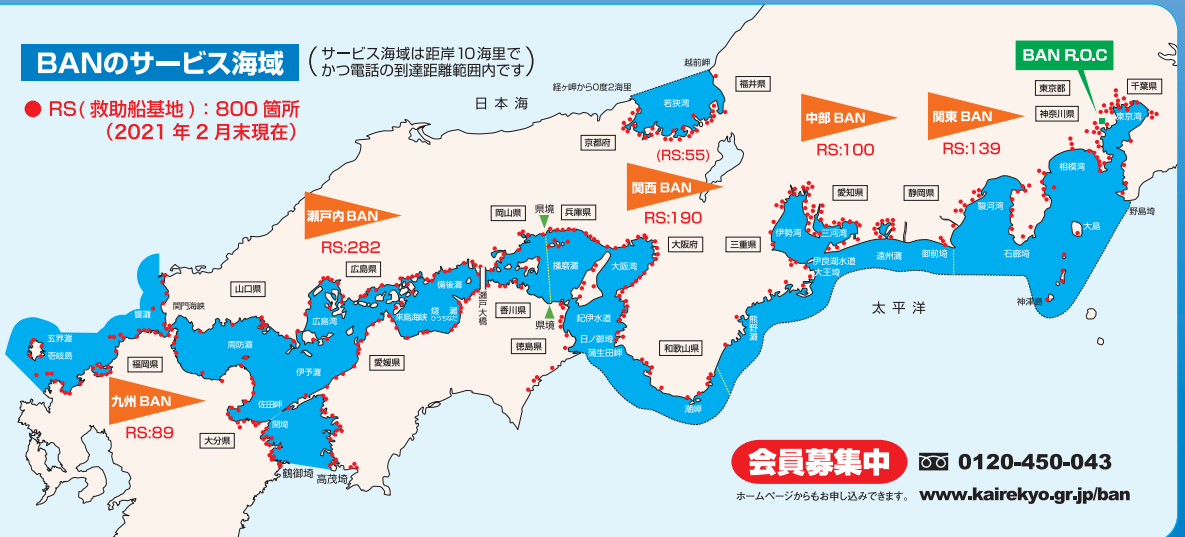 BANのサービス海域
(サービス海域は距岸10海里で
かつ電話の到達距離範囲内です)
● RS(救助船基地):800箇所
(2021年2月末現在)
日本海
経ヶ岬から0度2海里
越前岬
福井県
若狭湾
京都府
(RS:55)
BAN R.O.C
東京都
千葉県
神奈川県
東京湾
中部 BAN
RS:100
関東 BAN
RS:139
相模湾
野島埼
大島
神津島
石廊埼
駿河湾
静岡県
愛知県
御前埼
遠州灘
三河湾
伊勢湾
伊良湖水道
大王埼
三重県
太平洋
関西 BAN
RS:190
瀬戸内 BAN
RS:282
岡山県
県境
兵庫県
大阪府
播磨灘
大阪湾
広島県
備後灘
瀬戸大橋
香川県
県境
紀伊水道
日ノ御埼
蒲生田岬
徳島県
和歌山県
熊野灘
潮岬
山口県
関門海峡
響灘
玄界灘
壱岐島
福岡県
周防灘
広島湾
来島海峡
燧灘
ひうちなだ
愛媛県
伊予灘
佐田岬
関埼
九州 BAN
RS:89
大分県
鶴御埼
高茂埼
会員募集中
0120-450-043
ホームページからもお申し込みできます。
www.kairekyo.gr.jp/ban